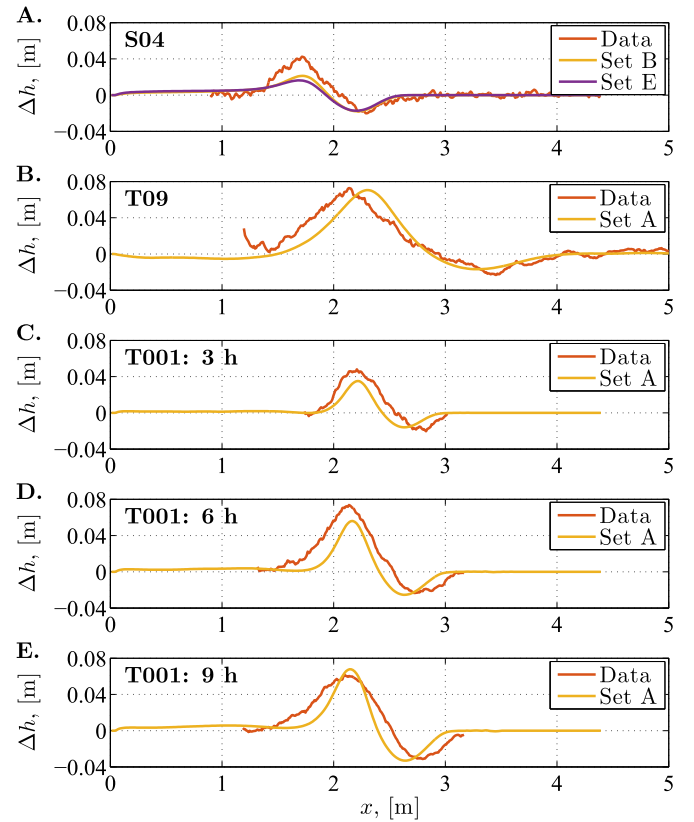 A.
0.08
S04
Data
Set B
Set E
0.04
0
−0.04
Δh, [m]
0 1 2 3 4 5
B.
0.08
T09
Data
Set A
0.04
0
−0.04
Δh, [m]
0 1 2 3 4 5
C.
0.08
T001: 3 h
Data
Set A
0.04
0
−0.04
Δh, [m]
0 1 2 3 4 5
D.
0.08
T001: 6 h
Data
Set A
0.04
0
−0.04
Δh, [m]
0 1 2 3 4 5
E.
0.08
T001: 9 h
Data
Set A
0.04
0
−0.04
Δh, [m]
0 1 2 3 4 5
x, [m]